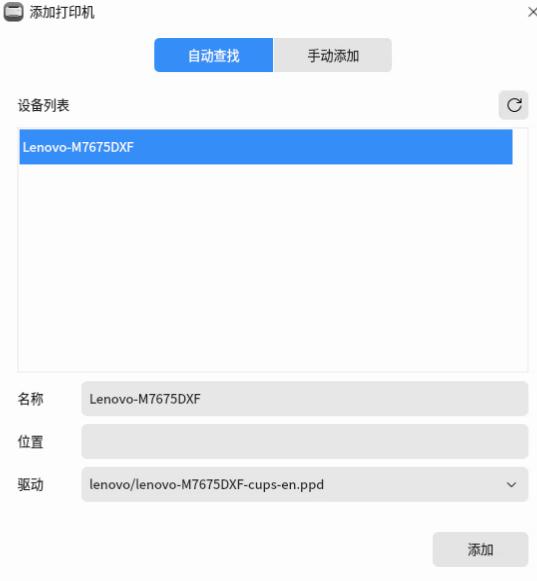 添加打印机
自动查找 手动添加
设备列表
Lenovo-M7675DXF
名称 Lenovo-M7675DXF
位置
驱动 lenovo/lenovo-M7675DXF-cups-en.ppd
添加